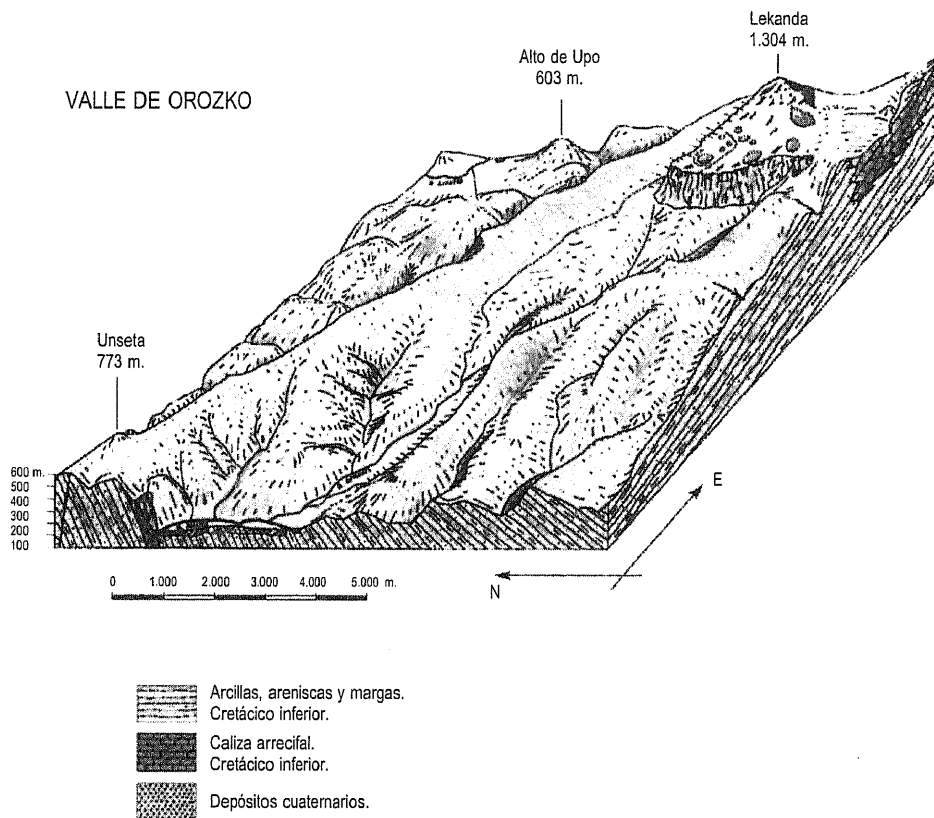 Lekanda
1.304 m.
Alto de Upo
603 m.
VALLE DE OROZKO
Unseta
773 m.
600 m.
500
400
300
200
100
E
N
0 1.000 2.000 3.000 4.000 5.000 m.
Arcillas, areniscas y margas.
Cretácico inferior.
Caliza arrecifal.
Cretácico inferior.
Depósitos cuaternarios.